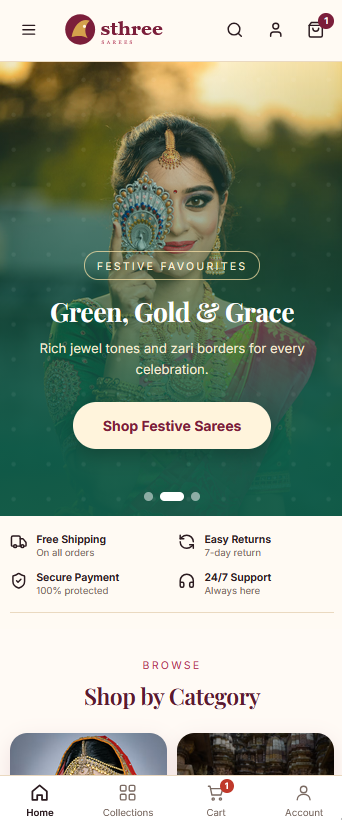 sthree
SAREES
1
FESTIVE FAVOURITES
Green, Gold & Grace
Rich jewel tones and zari borders for every
celebration.
Shop Festive Sarees
Free Shipping
On all orders
Easy Returns
7-day return
Secure Payment
100% protected
24/7 Support
Always here
BROWSE
Shop by Category
1
Home
Collections
Cart
Account